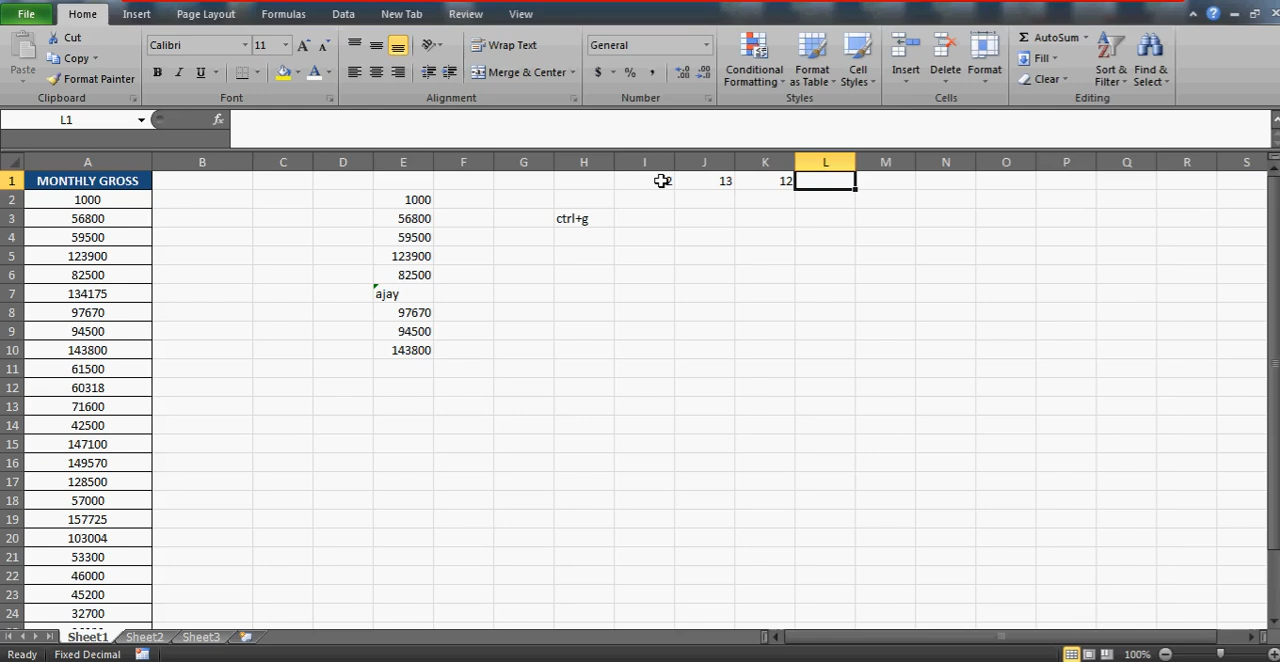 File Home Insert Page Layout Formulas Data New Tab Review View
Paste Cut Copy Format Painter Clipboard
Calibri 11 B I U A Font
Wrap Text Merge & Center Alignment
General $ % , Number
Conditional Formatting Format as Table Cell Styles Styles
Insert Delete Format Cells
AutoSum Fill Clear Sort & Filter Find & Select Editing
L1 fx
A B C D E F G H I J K L M N O P Q R S
1 MONTHLY GROSS 13 12
2 1000 1000
3 56800 56800 ctrl+g
4 59500 59500
5 123900 123900
6 82500 82500
7 134175 ajay
8 97670 97670
9 94500 94500
10 143800 143800
11 61500
12 60318
13 71600
14 42500
15 147100
16 149570
17 128500
18 57000
19 157725
20 103004
21 53300
22 46000
23 45200
24 32700
Sheet1 Sheet2 Sheet3
Ready Fixed Decimal 100%